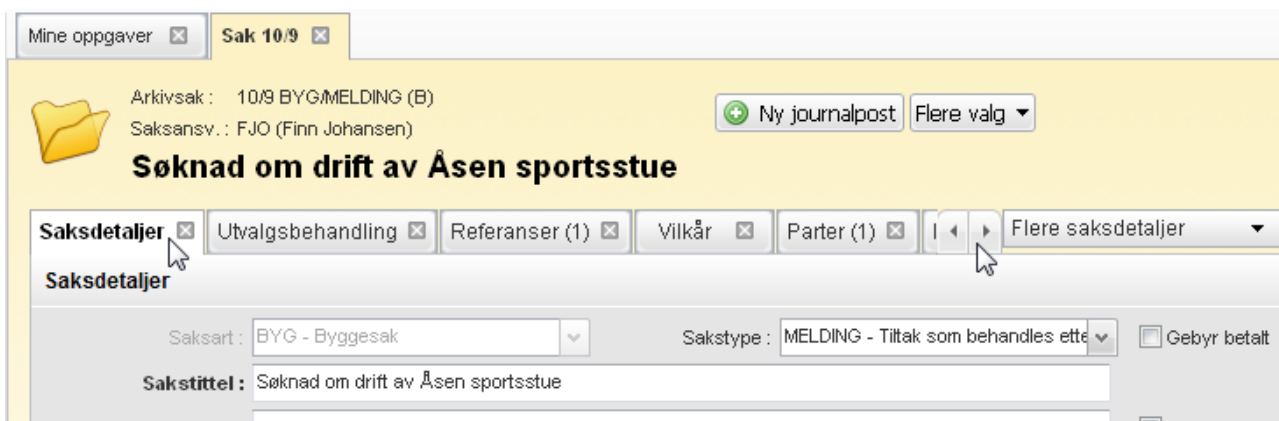 Mine oppgaver
Sak 10/9
Arkivsak : 10/9 BYG/MELDING (B)
Saksansv. : FJO (Finn Johansen)
Søknad om drift av Åsen sportsstue
Ny journalpost
Flere valg
Saksdetaljer
Utvalgsbehandling
Referanser (1)
Vilkår
Parter (1)
Flere saksdetaljer
Saksdetaljer
Saksart : BYG - Byggesak
Sakstype : MELDING - Tiltak som behandles ette
Gebyr betalt
Sakstittel : Søknad om drift av Åsen sportsstue